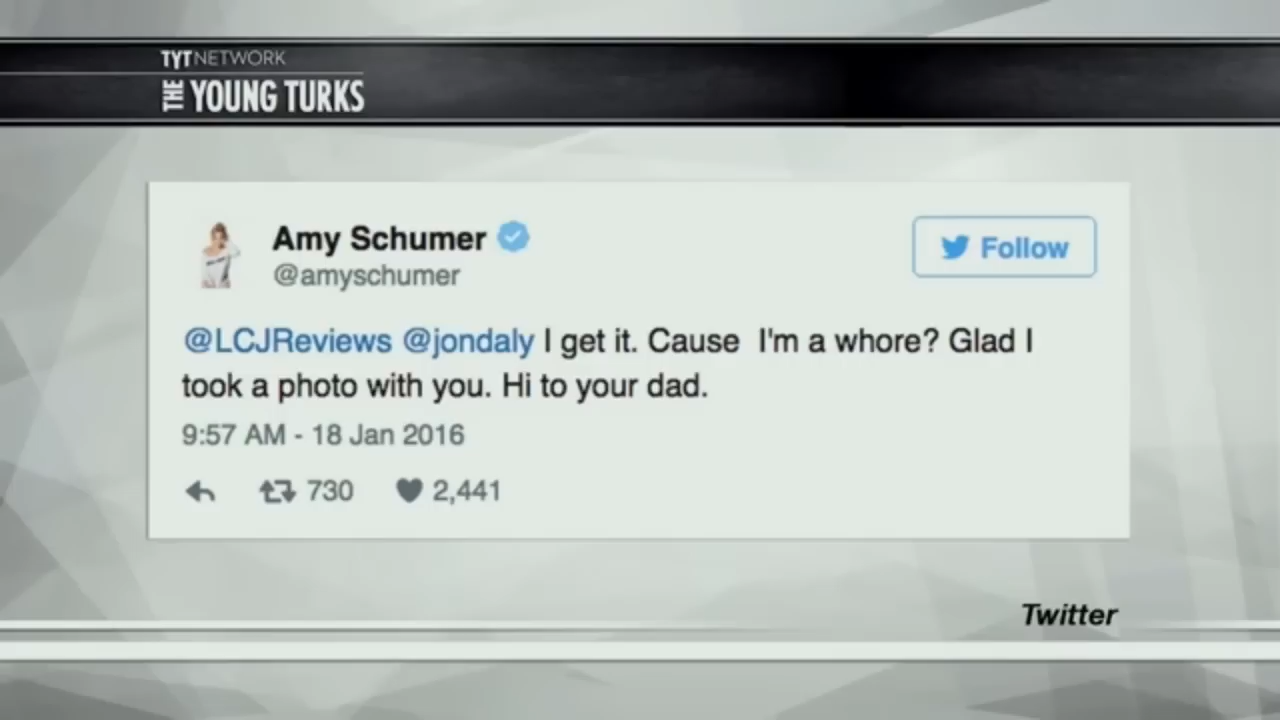 TYT NETWORK
THE YOUNG TURKS
Amy Schumer
Follow
@amyschumer
@LCJReviews @jondaly I get it. Cause  I'm a whore? Glad I
took a photo with you. Hi to your dad.
9:57 AM - 18 Jan 2016
730 2,441
Twitter